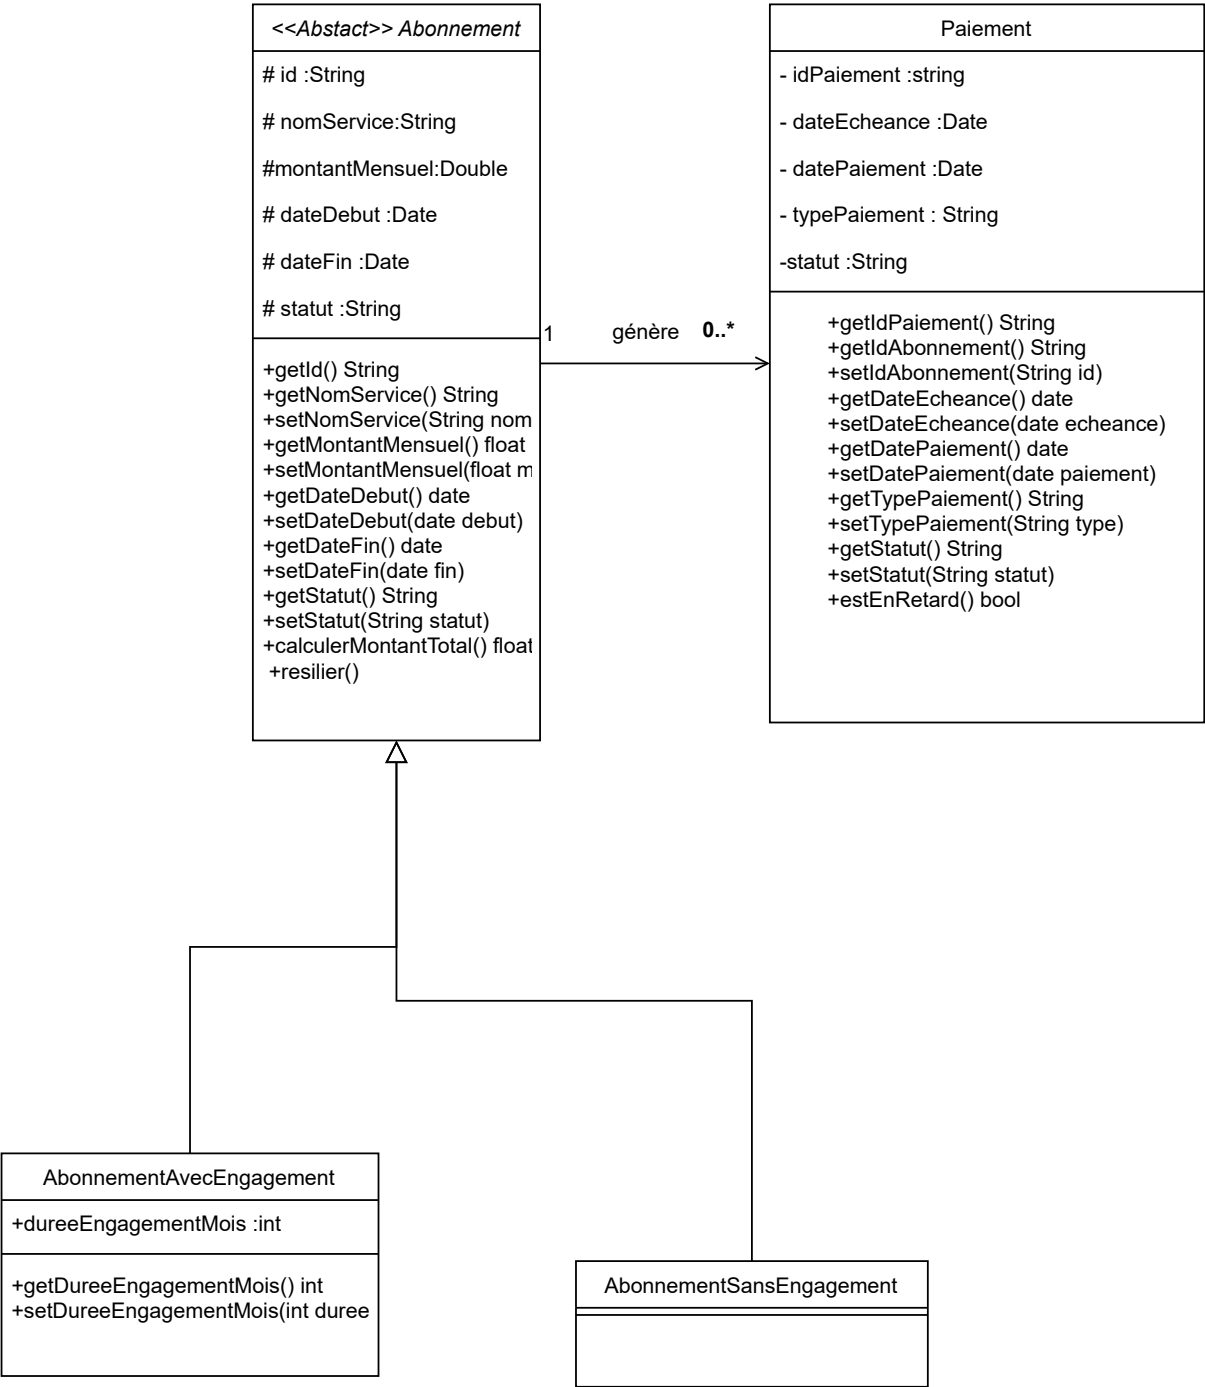 <<Abstact>> Abonnement
# id :String
# nomService:String
#montantMensuel:Double
# dateDebut :Date
# dateFin :Date
# statut :String
+getId() String
+getNomService() String
+setNomService(String nom
+getMontantMensuel() float
+setMontantMensuel(float m
+getDateDebut() date
+setDateDebut(date debut)
+getDateFin() date
+setDateFin(date fin)
+getStatut() String
+setStatut(String statut)
+calculerMontantTotal() float
+resilier()
1 génère 0..*
Paiement
- idPaiement :string
- dateEcheance :Date
- datePaiement :Date
- typePaiement : String
-statut :String
+getIdPaiement() String
+getIdAbonnement() String
+setIdAbonnement(String id)
+getDateEcheance() date
+setDateEcheance(date echeance)
+getDatePaiement() date
+setDatePaiement(date paiement)
+getTypePaiement() String
+setTypePaiement(String type)
+getStatut() String
+setStatut(String statut)
+estEnRetard() bool
AbonnementAvecEngagement
+dureeEngagementMois :int
+getDureeEngagementMois() int
+setDureeEngagementMois(int duree
AbonnementSansEngagement